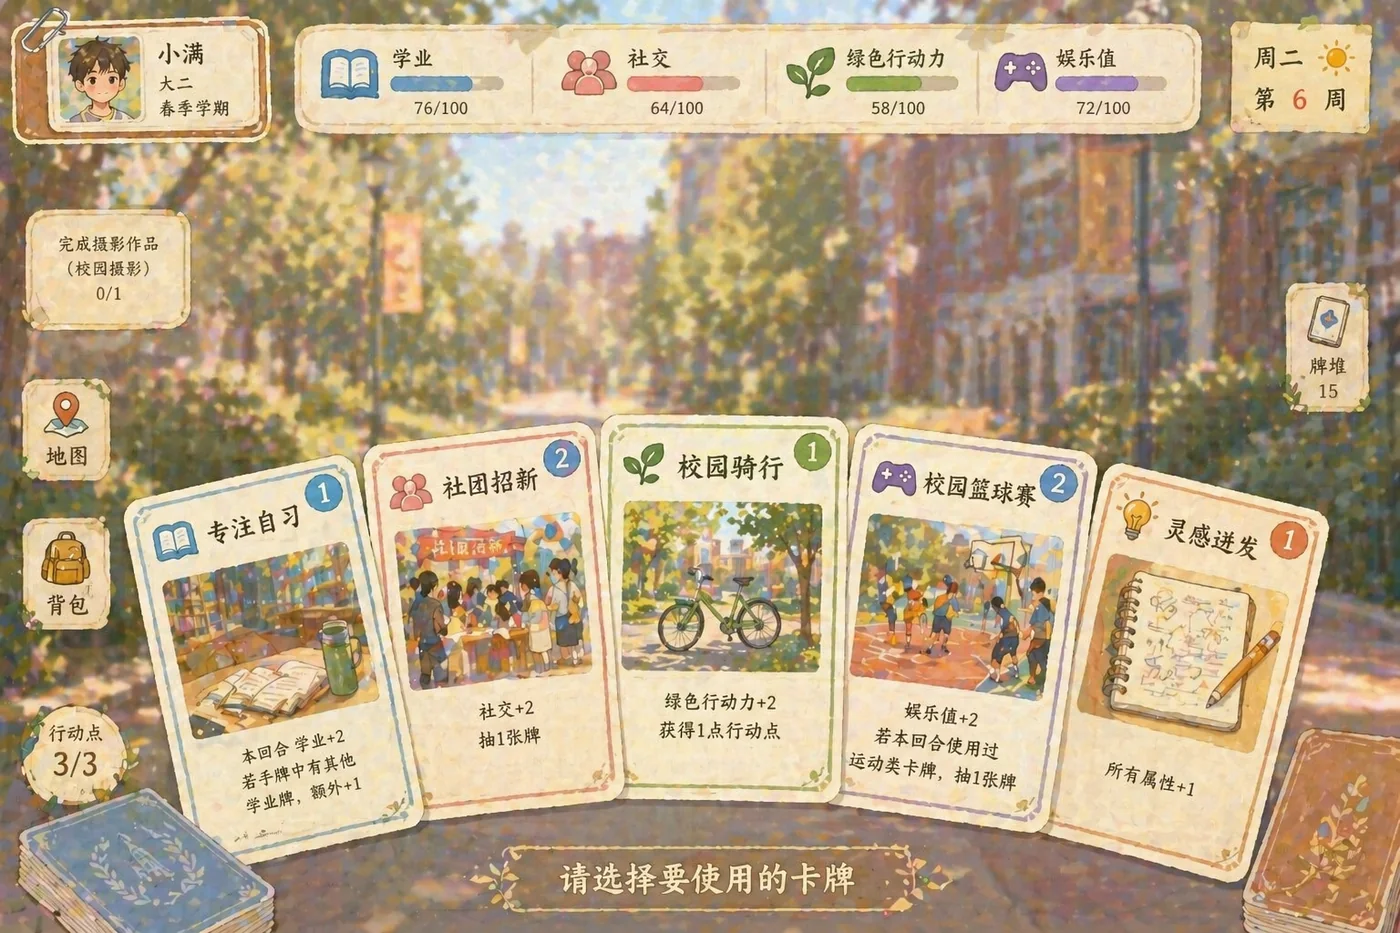 小满
大二
春季学期
学业
76/100
社交
64/100
绿色行动力
58/100
娱乐值
72/100
周二
第 6 周
完成摄影作品
（校园摄影）
0/1
地图
背包
行动点
3/3
牌堆
15
专注自习
1
本回合 学业+2
若手牌中有其他
学业牌，额外+1
社团招新
2
社交+2
抽1张牌
校园骑行
1
绿色行动力+2
获得1点行动点
校园篮球赛
2
娱乐值+2
若本回合使用过
运动类卡牌，抽1张牌
灵感迸发
1
所有属性+1
请选择要使用的卡牌